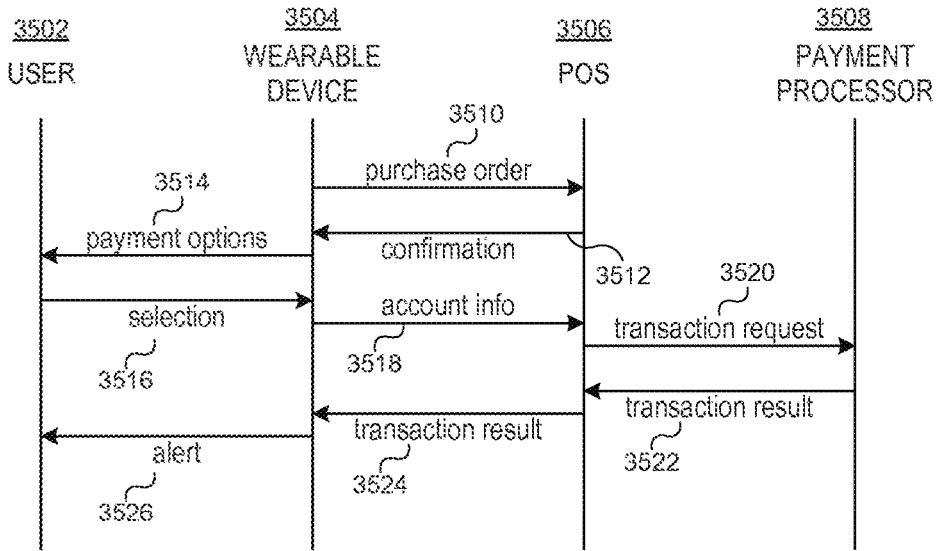 3502
USER
3504
WEARABLE
DEVICE
3506
POS
3508
PAYMENT
PROCESSOR
3510
purchase order
3514
payment options
confirmation
3512
3520
selection
account info
transaction request
3516
3518
transaction result
transaction result
alert
3522
3524
3526